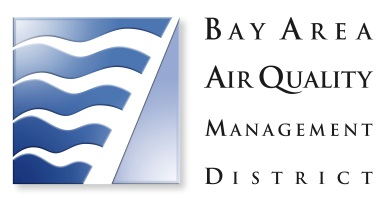 BAY AREA
AIR QUALITY
MANAGEMENT
DISTRICT